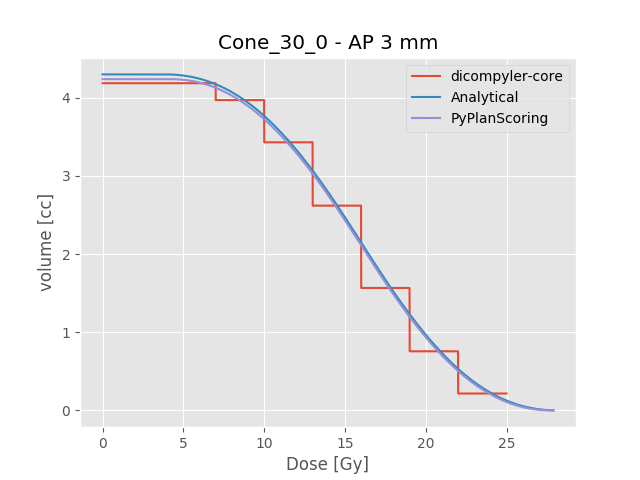 Cone_30_0 - AP 3 mm
dicompyler-core
Analytical
PyPlanScoring
volume [cc]
4
3
2
1
0
0 5 10 15 20 25
Dose [Gy]